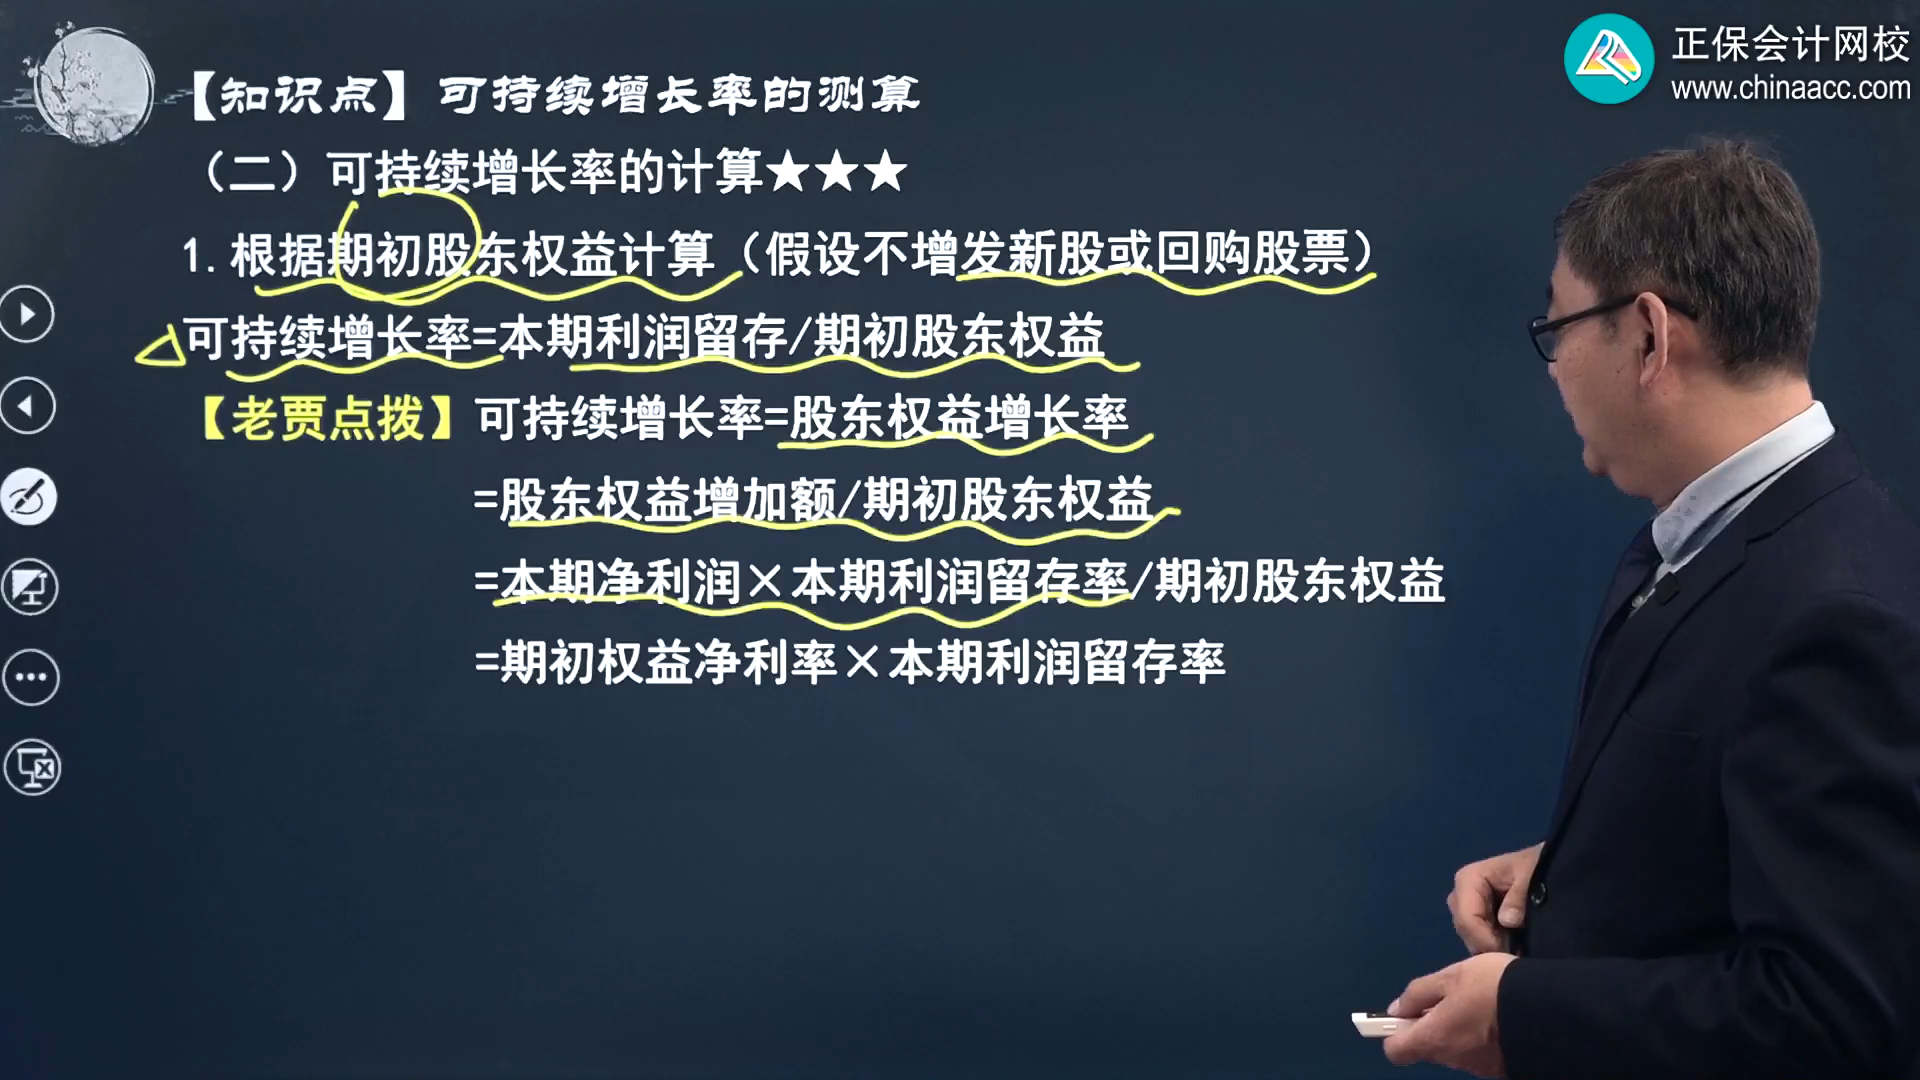 正保会计网校
www.chinaacc.com
【知识点】可持续增长率的测算
（二）可持续增长率的计算★★★
1.根据期初股东权益计算（假设不增发新股或回购股票）
可持续增长率=本期利润留存/期初股东权益
【老贾点拨】可持续增长率=股东权益增长率
=股东权益增加额/期初股东权益
=本期净利润×本期利润留存率/期初股东权益
=期初权益净利率×本期利润留存率